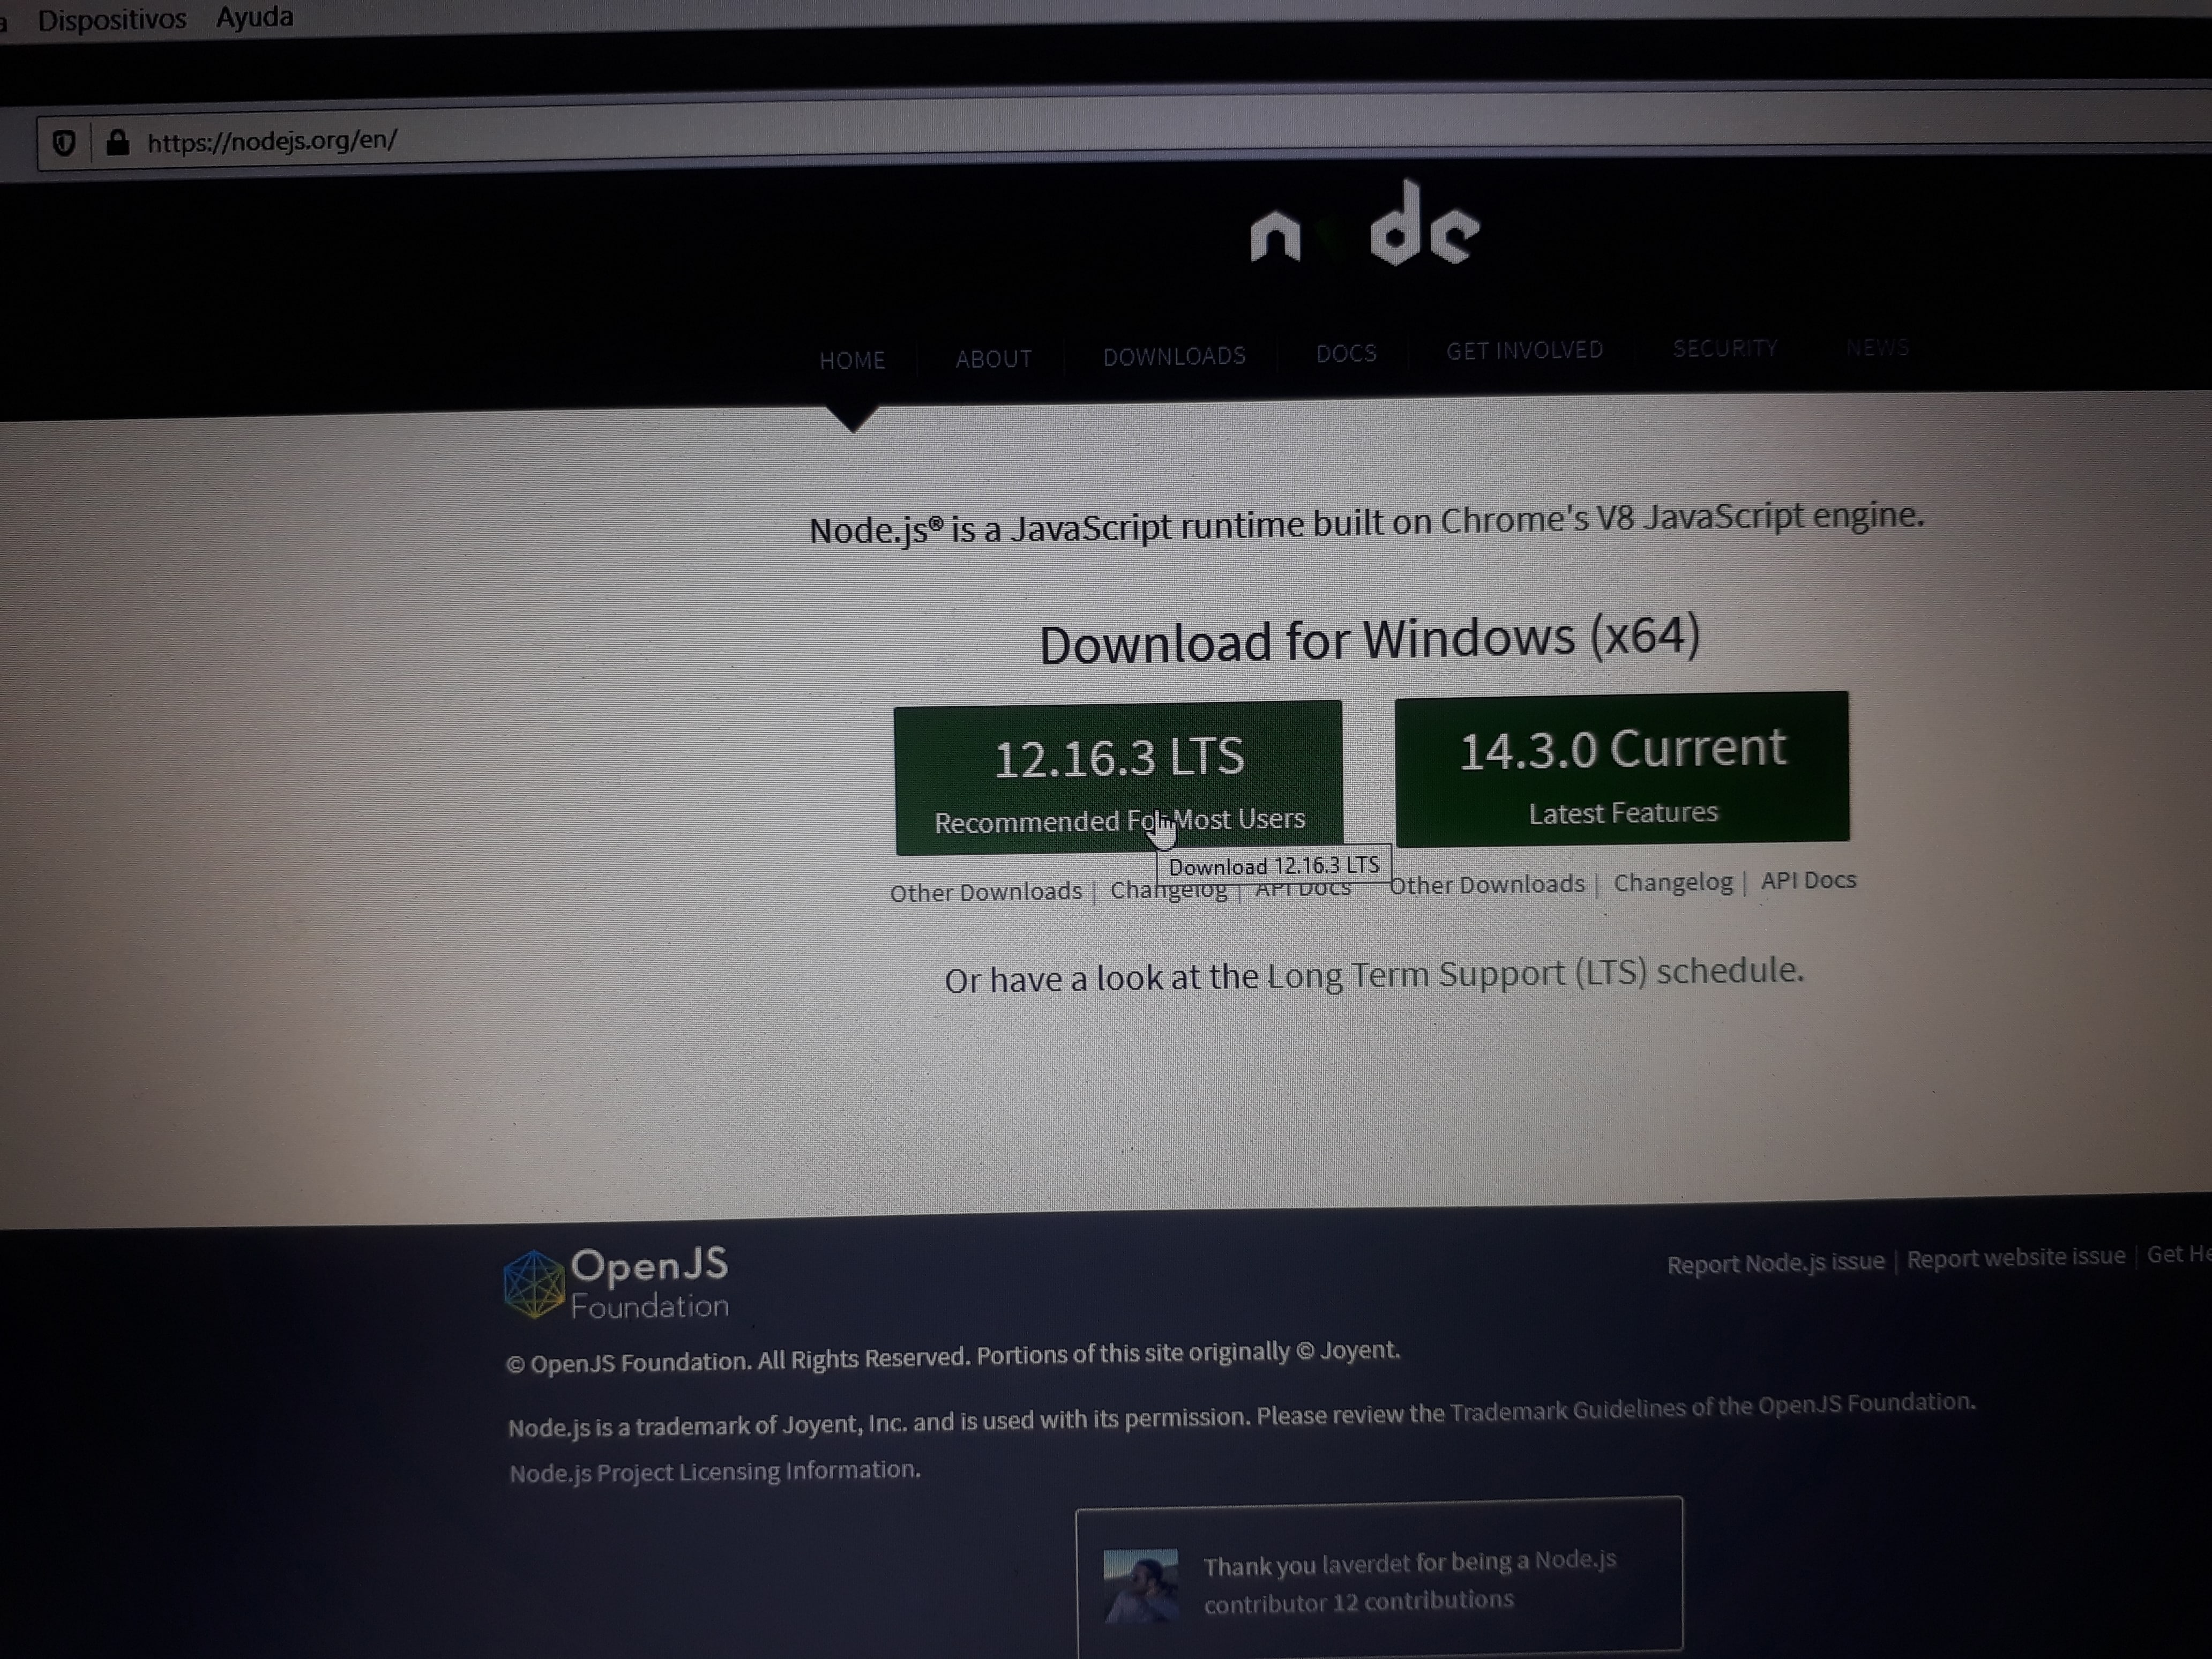 Dispositivos Ayuda
https://nodejs.org/en/
n de
HOME ABOUT DOWNLOADS DOCS GET INVOLVED SECURITY NEWS
Node.js® is a JavaScript runtime built on Chrome's V8 JavaScript engine.
Download for Windows (x64)
12.16.3 LTS
Recommended For Most Users
14.3.0 Current
Latest Features
Download 12.16.3 LTS
Other Downloads | Changelog | API Docs
Other Downloads | Changelog | API Docs
Or have a look at the Long Term Support (LTS) schedule.
OpenJS
Foundation
Report Node.js issue | Report website issue | Get He
© OpenJS Foundation. All Rights Reserved. Portions of this site originally © Joyent.
Node.js is a trademark of Joyent, Inc. and is used with its permission. Please review the Trademark Guidelines of the OpenJS Foundation.
Node.js Project Licensing Information.
Thank you laverdet for being a Node.js
contributor 12 contributions